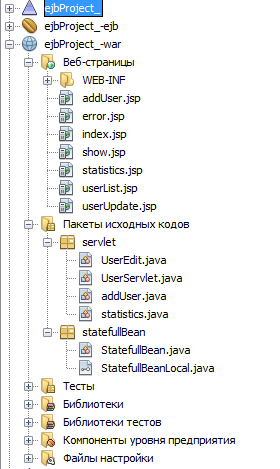 ejbProject_
ejbProject_-ejb
ejbProject_-war
Веб-страницы
WEB-INF
addUser.jsp
error.jsp
index.jsp
show.jsp
statistics.jsp
userList.jsp
userUpdate.jsp
Пакеты исходных кодов
servlet
UserEdit.java
UserServlet.java
addUser.java
statistics.java
statefullBean
StatefullBean.java
StatefullBeanLocal.java
Тесты
Библиотеки
Библиотеки тестов
Компоненты уровня предприятия
Файлы настройки